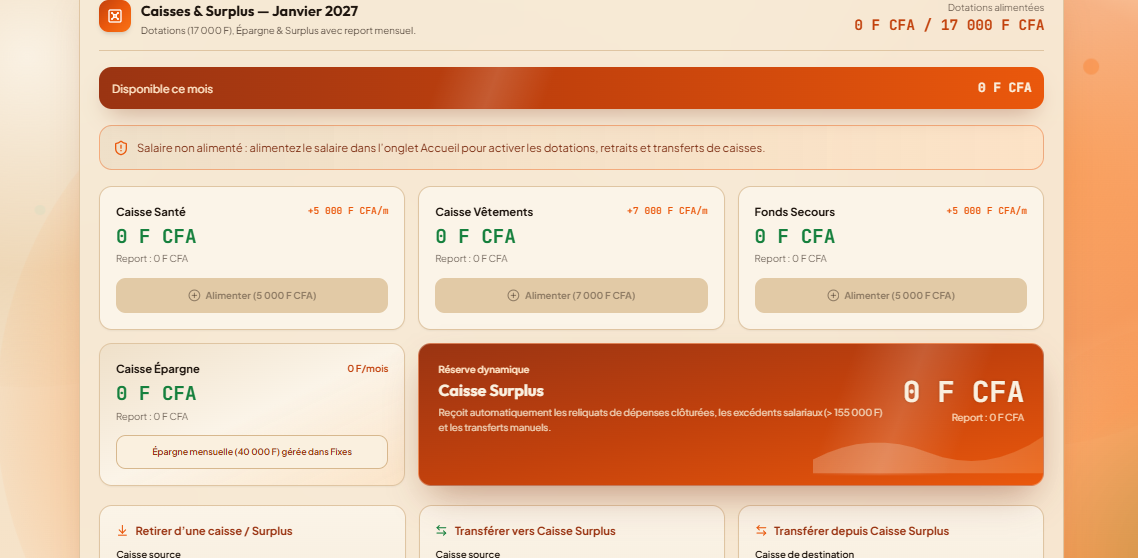 Caisses & Surplus — Janvier 2027
Dotations (17 000 F), Épargne & Surplus avec report mensuel.
Dotations alimentées
0 F CFA / 17 000 F CFA
Disponible ce mois
0 F CFA
Salaire non alimenté : alimentez le salaire dans l'onglet Accueil pour activer les dotations, retraits et transferts de caisses.
Caisse Santé
+5 000 F CFA/m
0 F CFA
Report : 0 F CFA
Alimenter (5 000 F CFA)
Caisse Vêtements
+7 000 F CFA/m
0 F CFA
Report : 0 F CFA
Alimenter (7 000 F CFA)
Fonds Secours
+5 000 F CFA/m
0 F CFA
Report : 0 F CFA
Alimenter (5 000 F CFA)
Caisse Épargne
0 F/mois
0 F CFA
Report : 0 F CFA
Épargne mensuelle (40 000 F) gérée dans Fixes
Réserve dynamique
Caisse Surplus
Reçoit automatiquement les reliquats de dépenses clôturées, les excédents salariaux (> 155 000 F)
et les transferts manuels.
0 F CFA
Report : 0 F CFA
Retirer d'une caisse / Surplus
Caisse source
Transférer vers Caisse Surplus
Caisse source
Transférer depuis Caisse Surplus
Caisse de destination